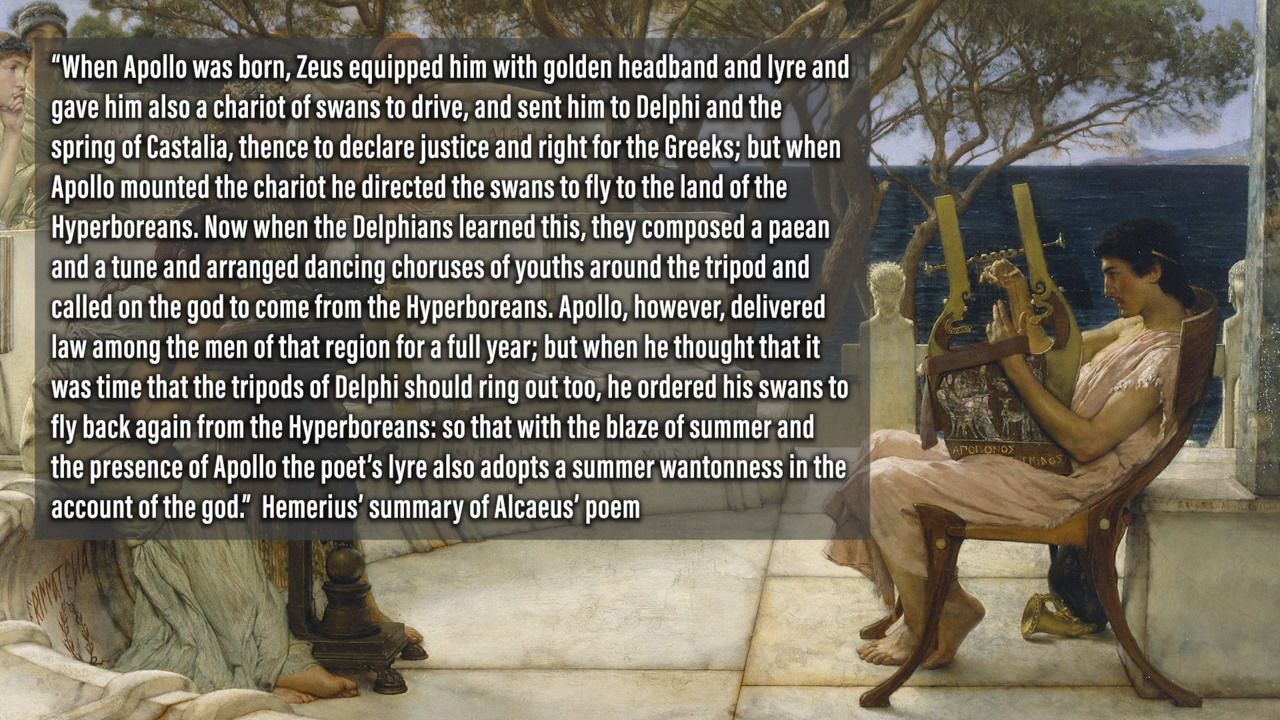 “When Apollo was born, Zeus equipped him with golden headband and lyre and
gave him also a chariot of swans to drive, and sent him to Delphi and the
spring of Castalia, thence to declare justice and right for the Greeks; but when
Apollo mounted the chariot he directed the swans to fly to the land of the
Hyperboreans. Now when the Delphians learned this, they composed a paean
and a tune and arranged dancing choruses of youths around the tripod and
called on the god to come from the Hyperboreans. Apollo, however, delivered
law among the men of that region for a full year; but when he thought that it
was time that the tripods of Delphi should ring out too, he ordered his swans to
fly back again from the Hyperboreans: so that with the blaze of summer and
the presence of Apollo the poet’s lyre also adopts a summer wantonness in the
account of the god.” Hemerius’ summary of Alcaeus’ poem